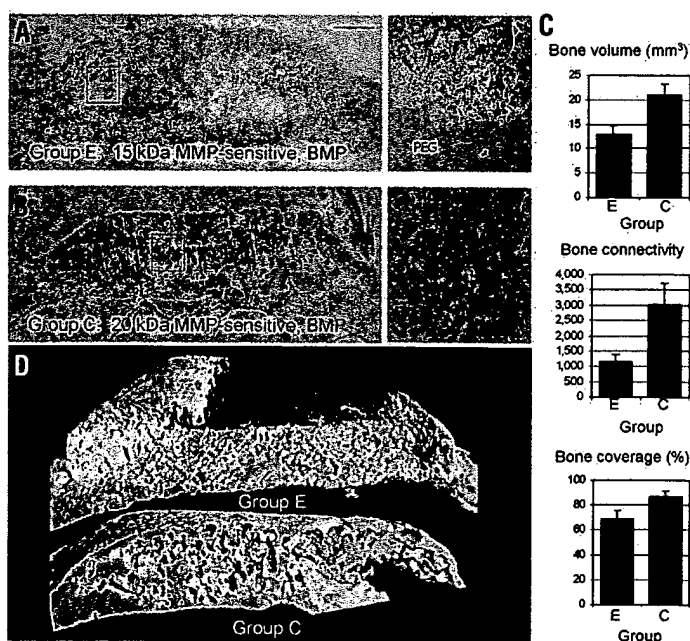 A
Group E: 15 kDa MMP-sensitive, BMP
PEG
Group C: 20 kDa MMP-sensitive, BMP
D
Group E
Group C
C
Bone volume (mm³)
25
20
15
10
5
0
E C
Group
Bone connectivity
4,000
3,500
3,000
2,500
2,000
1,500
1,000
500
0
E C
Group
Bone coverage (%)
100
80
60
40
20
0
E C
Group